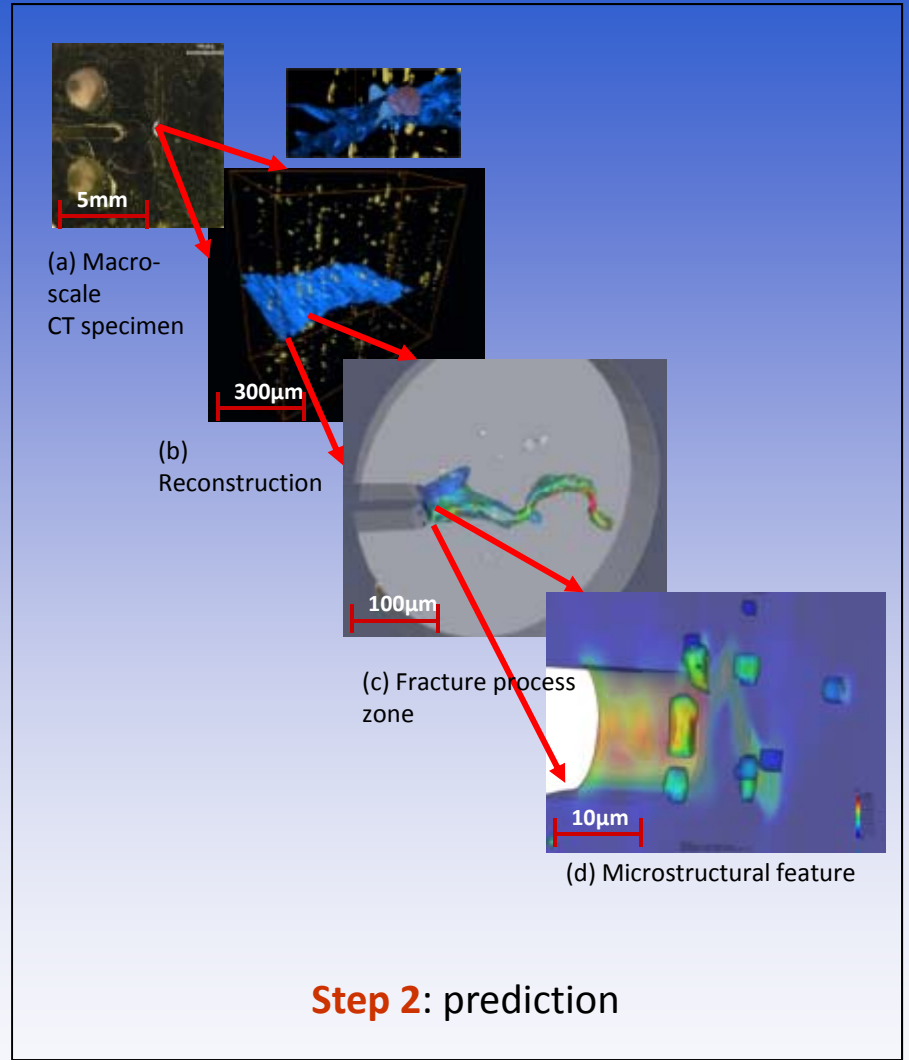 5mm
(a) Macro-
scale
CT specimen
300µm
(b)
Reconstruction
100µm
(c) Fracture process
zone
10µm
(d) Microstructural feature
Step 2: prediction